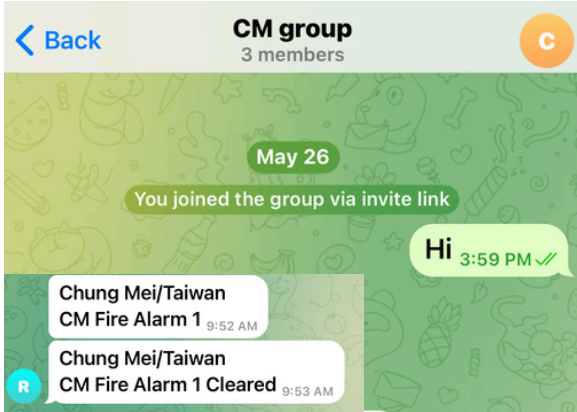 Back
CM group
3 members
C
May 26
You joined the group via invite link
Hi 3:59 PM
Chung Mei/Taiwan
CM Fire Alarm 1 9:52 AM
Chung Mei/Taiwan
CM Fire Alarm 1 Cleared 9:53 AM
R